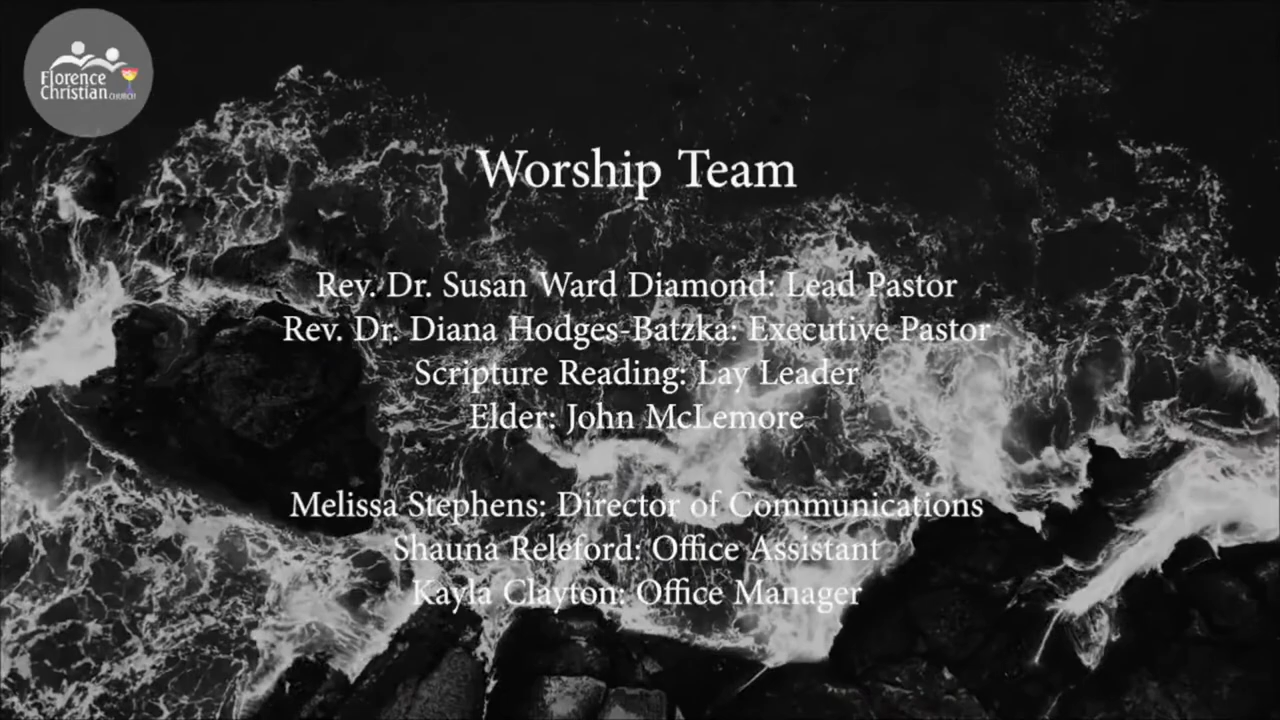 Florence
Christian CHURCH
Worship Team
Rev. Dr. Susan Ward Diamond: Lead Pastor
Rev. Dr. Diana Hodges-Batzka: Executive Pastor
Scripture Reading: Lay Leader
Elder: John McLemore
Melissa Stephens: Director of Communications
Shauna Releford: Office Assistant
Kayla Clayton: Office Manager